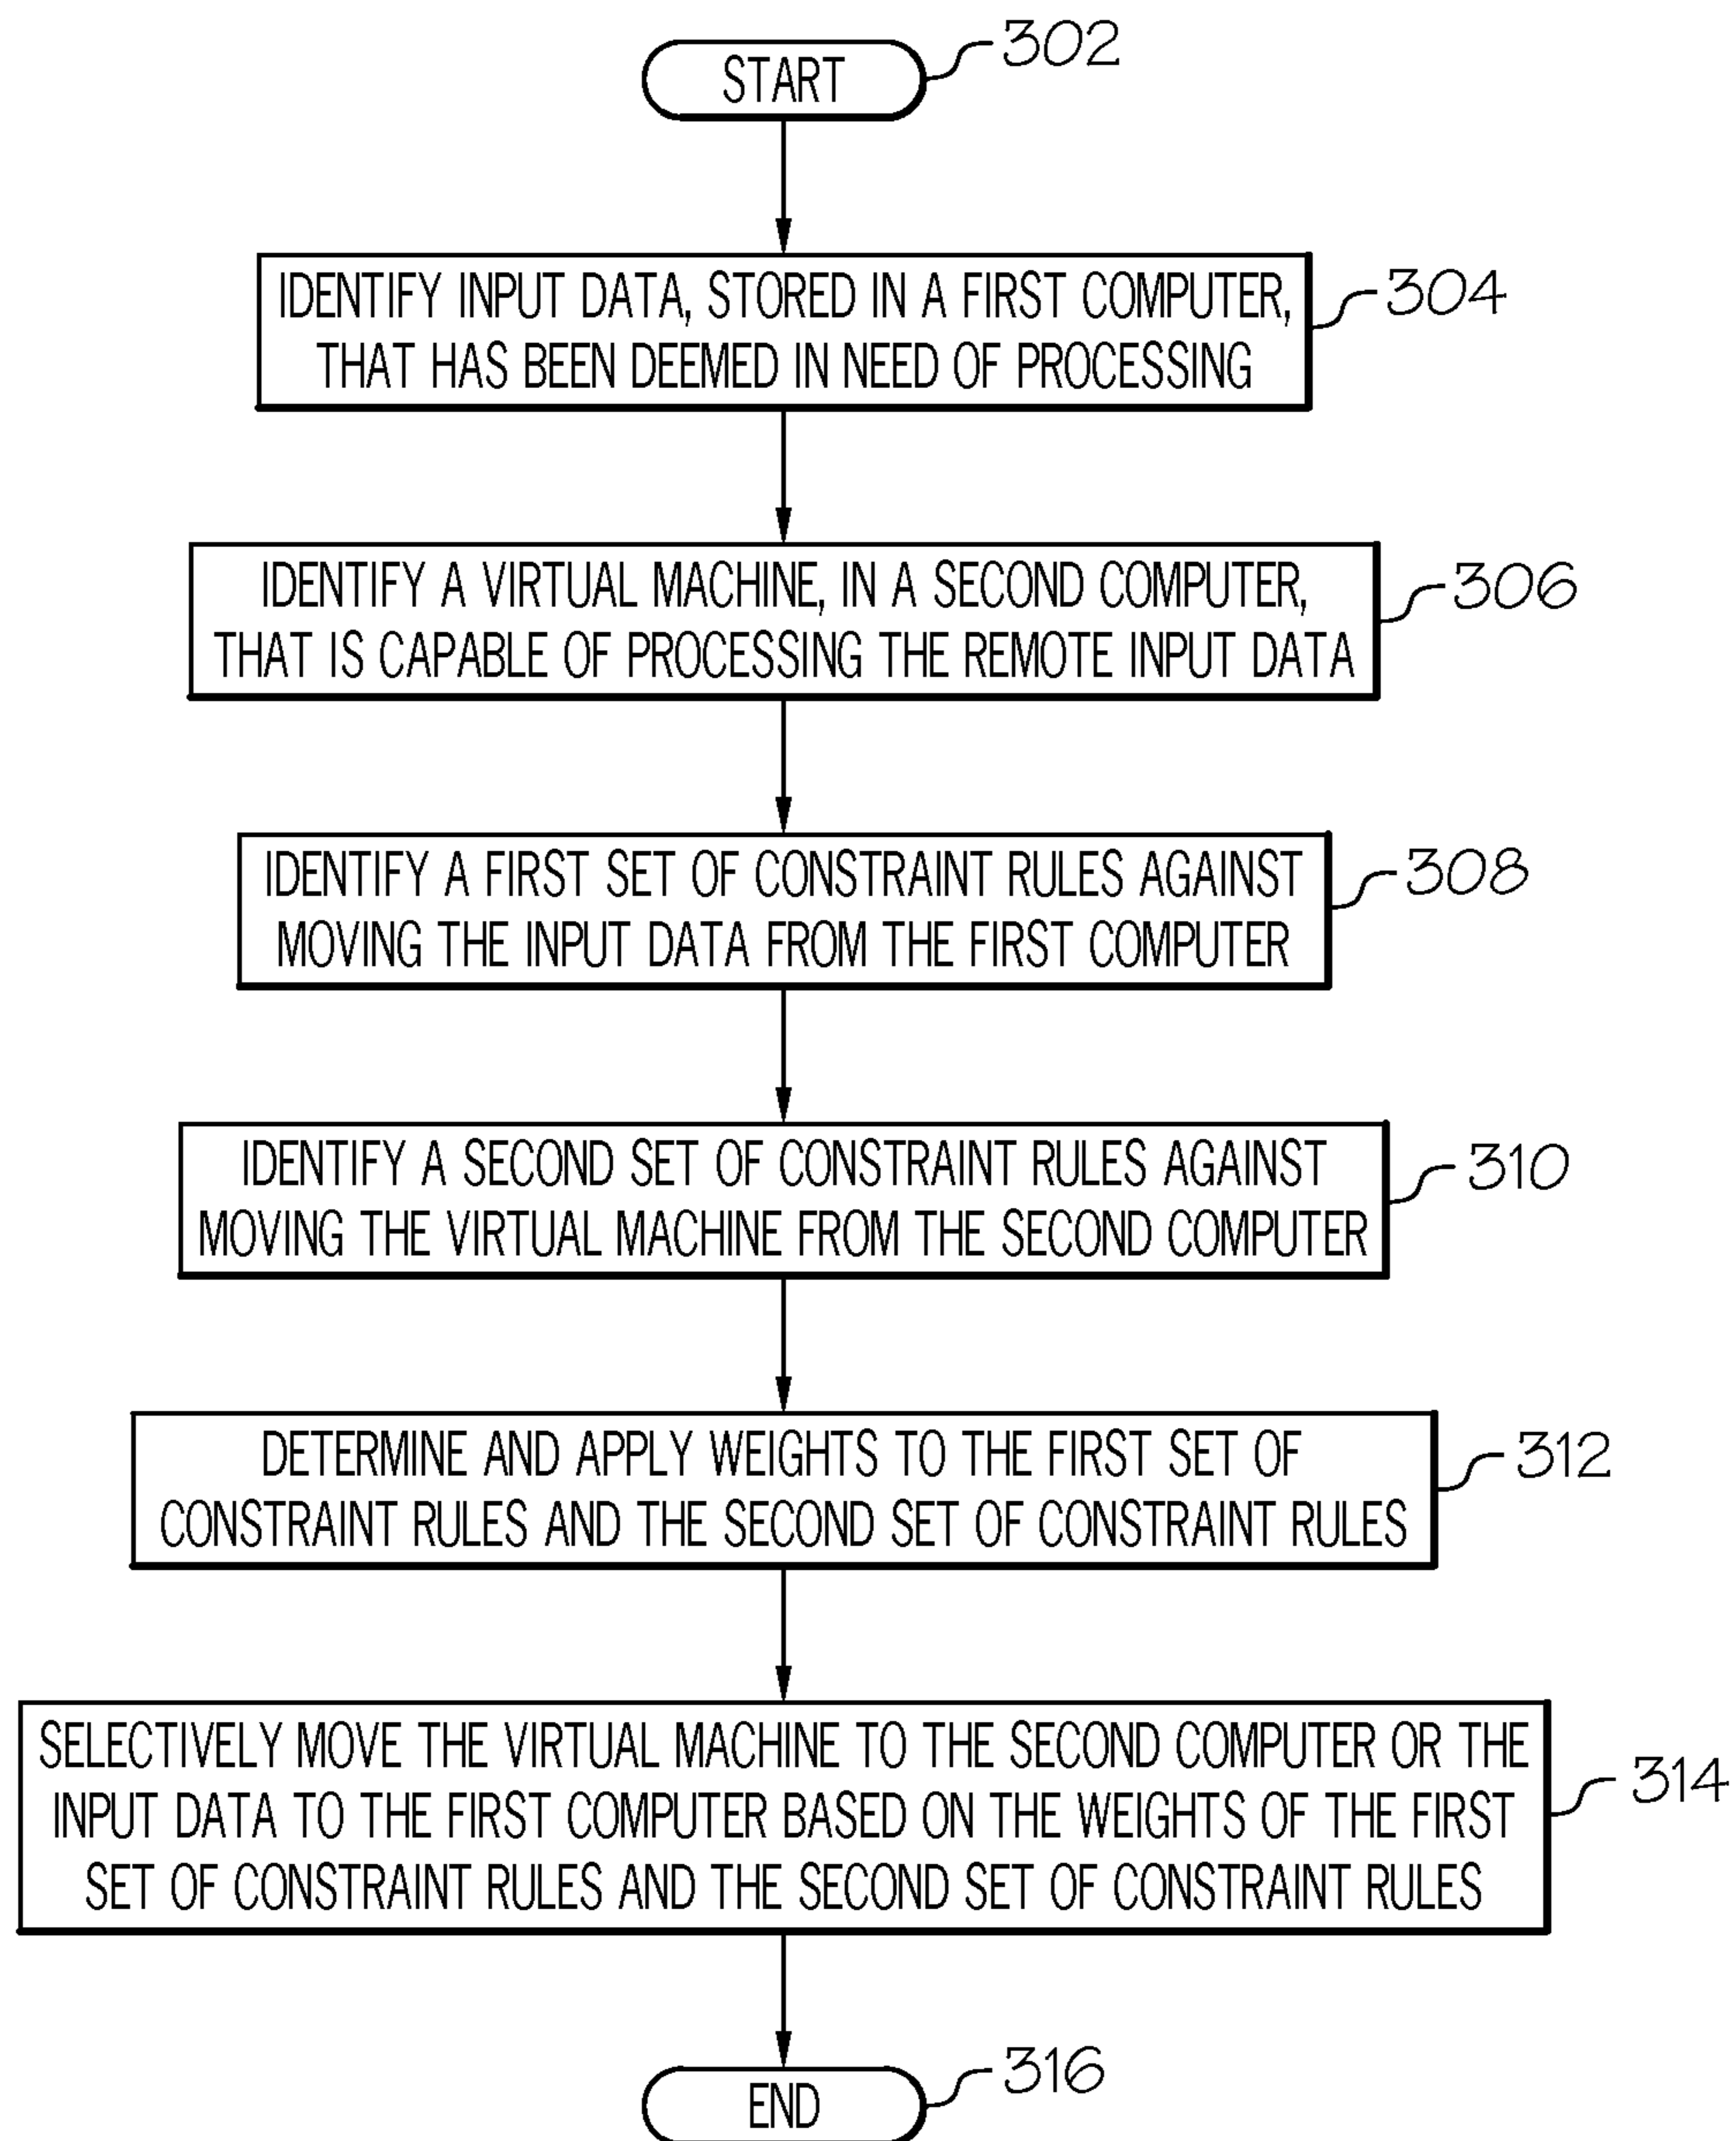 START
302
IDENTIFY INPUT DATA, STORED IN A FIRST COMPUTER,
THAT HAS BEEN DEEMED IN NEED OF PROCESSING
304
IDENTIFY A VIRTUAL MACHINE, IN A SECOND COMPUTER,
THAT IS CAPABLE OF PROCESSING THE REMOTE INPUT DATA
306
IDENTIFY A FIRST SET OF CONSTRAINT RULES AGAINST
MOVING THE INPUT DATA FROM THE FIRST COMPUTER
308
IDENTIFY A SECOND SET OF CONSTRAINT RULES AGAINST
MOVING THE VIRTUAL MACHINE FROM THE SECOND COMPUTER
310
DETERMINE AND APPLY WEIGHTS TO THE FIRST SET OF
CONSTRAINT RULES AND THE SECOND SET OF CONSTRAINT RULES
312
SELECTIVELY MOVE THE VIRTUAL MACHINE TO THE SECOND COMPUTER OR THE
INPUT DATA TO THE FIRST COMPUTER BASED ON THE WEIGHTS OF THE FIRST
SET OF CONSTRAINT RULES AND THE SECOND SET OF CONSTRAINT RULES
314
END
316